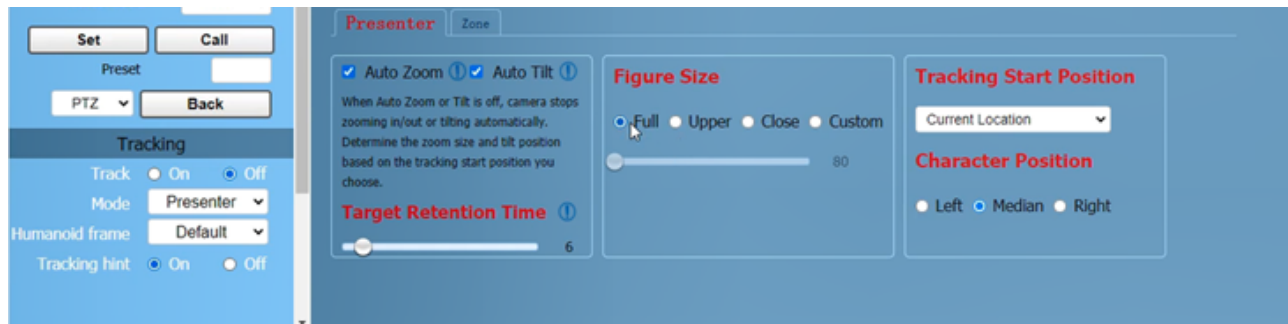 Set
Call
Preset
PTZ
Back
Tracking
Track On Off
Mode Presenter
Humanoid frame Default
Tracking hint On Off
Presenter
Zone
Auto Zoom Auto Tilt
When Auto Zoom or Tilt is off, camera stops
zooming in/out or tilting automatically.
Determine the zoom size and tilt position
based on the tracking start position you
choose.
Target Retention Time
6
Figure Size
Full Upper Close Custom
80
Tracking Start Position
Current Location
Character Position
Left Median Right